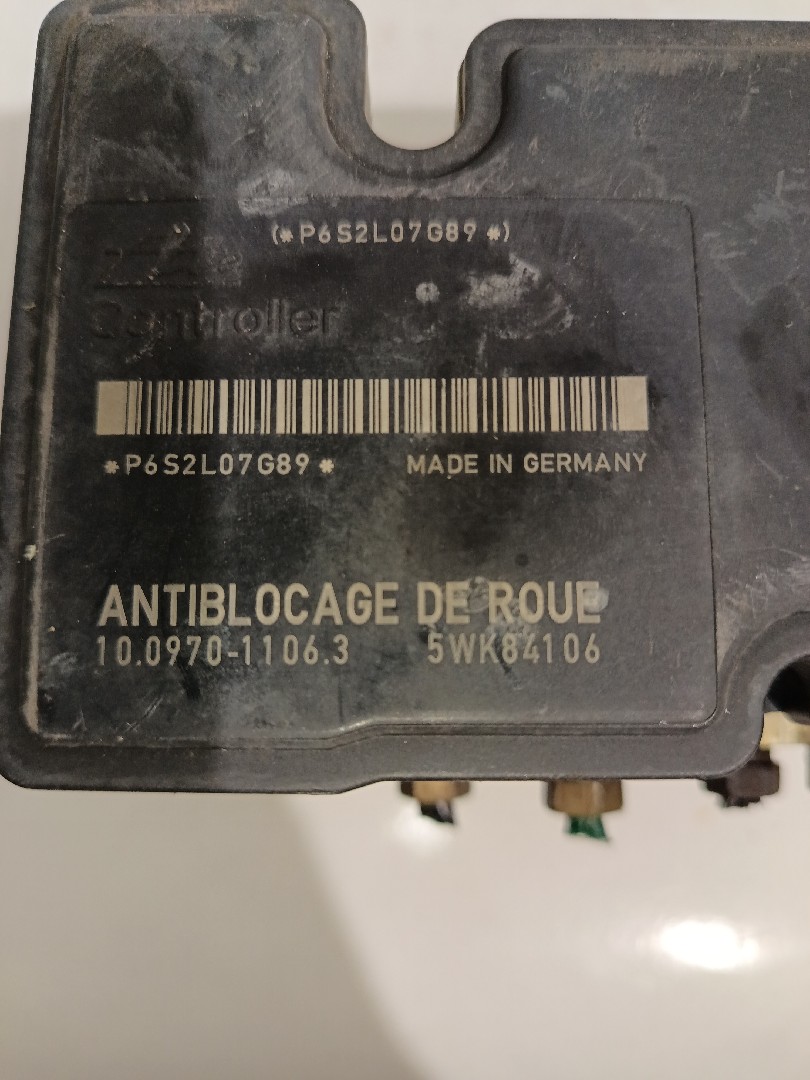 (*P6S2L07G89*)
Controller
*P6S2L07G89* MADE IN GERMANY
ANTIBLOCAGE DE ROUE
10.0970-1106.3 5WK84106